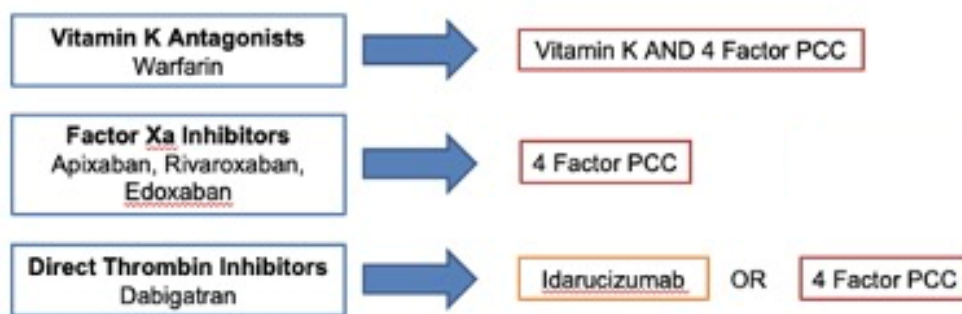 Vitamin K Antagonists
Warfarin
Vitamin K AND 4 Factor PCC
Factor Xa Inhibitors
Apixaban, Rivaroxaban,
Edoxaban
4 Factor PCC
Direct Thrombin Inhibitors
Dabigatran
Idarucizumab OR 4 Factor PCC